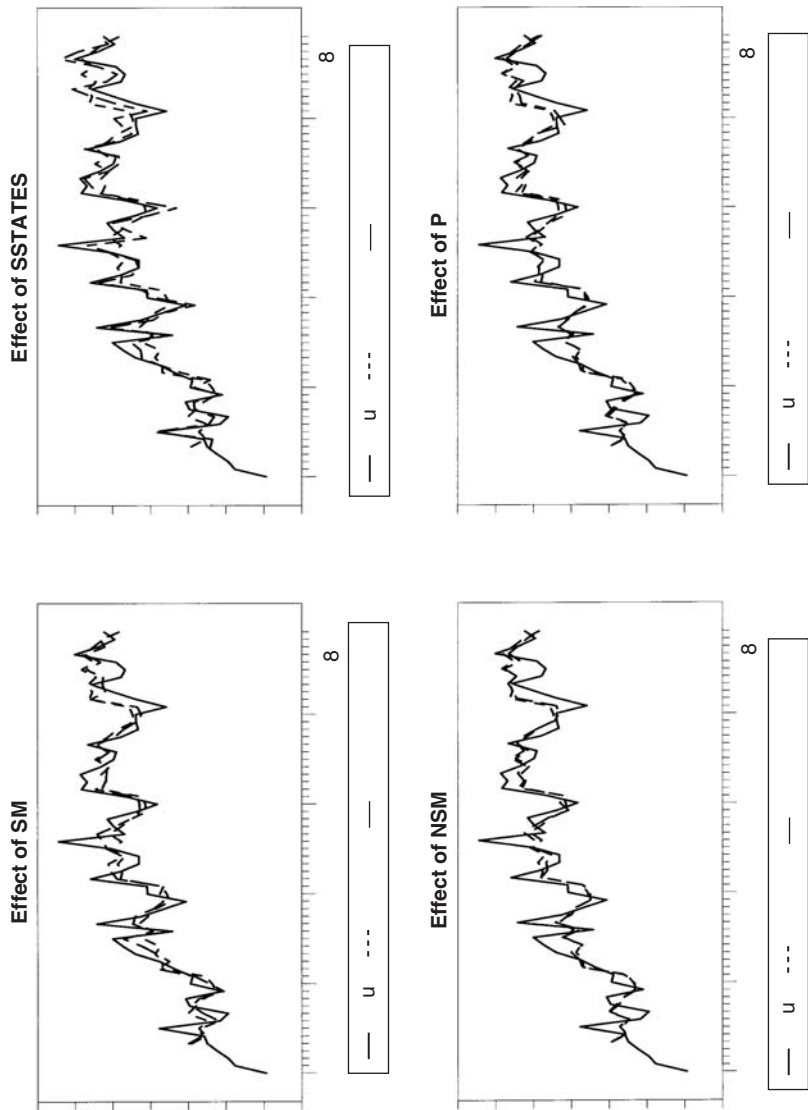 Effect of SM
8
u
Effect of SSTATES
8
u
Effect of NSM
8
u
Effect of P
8
u